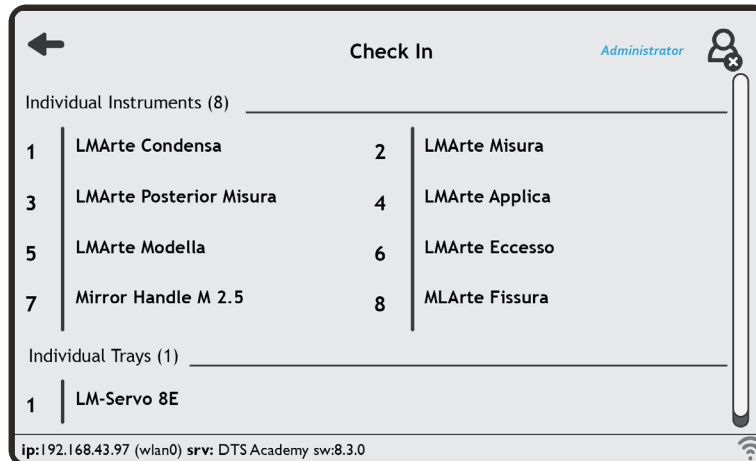 Check In
Administrator
Individual Instruments (8)
1 LMArte Condensa
2 LMArte Misura
3 LMArte Posterior Misura
4 LMArte Applica
5 LMArte Modella
6 LMArte Eccesso
7 Mirror Handle M 2.5
8 MLArte Fissura
Individual Trays (1)
1 LM-Servo 8E
ip:192.168.43.97 (wlan0) srv: DTS Academy sw:8.3.0